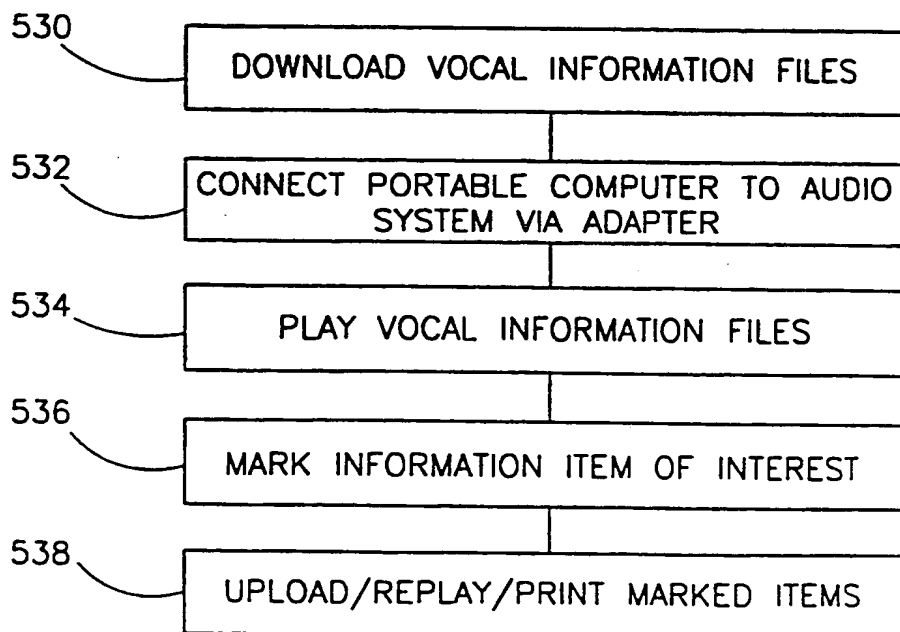 530
DOWNLOAD VOCAL INFORMATION FILES
532
CONNECT PORTABLE COMPUTER TO AUDIO
SYSTEM VIA ADAPTER
534
PLAY VOCAL INFORMATION FILES
536
MARK INFORMATION ITEM OF INTEREST
538
UPLOAD/REPLAY/PRINT MARKED ITEMS